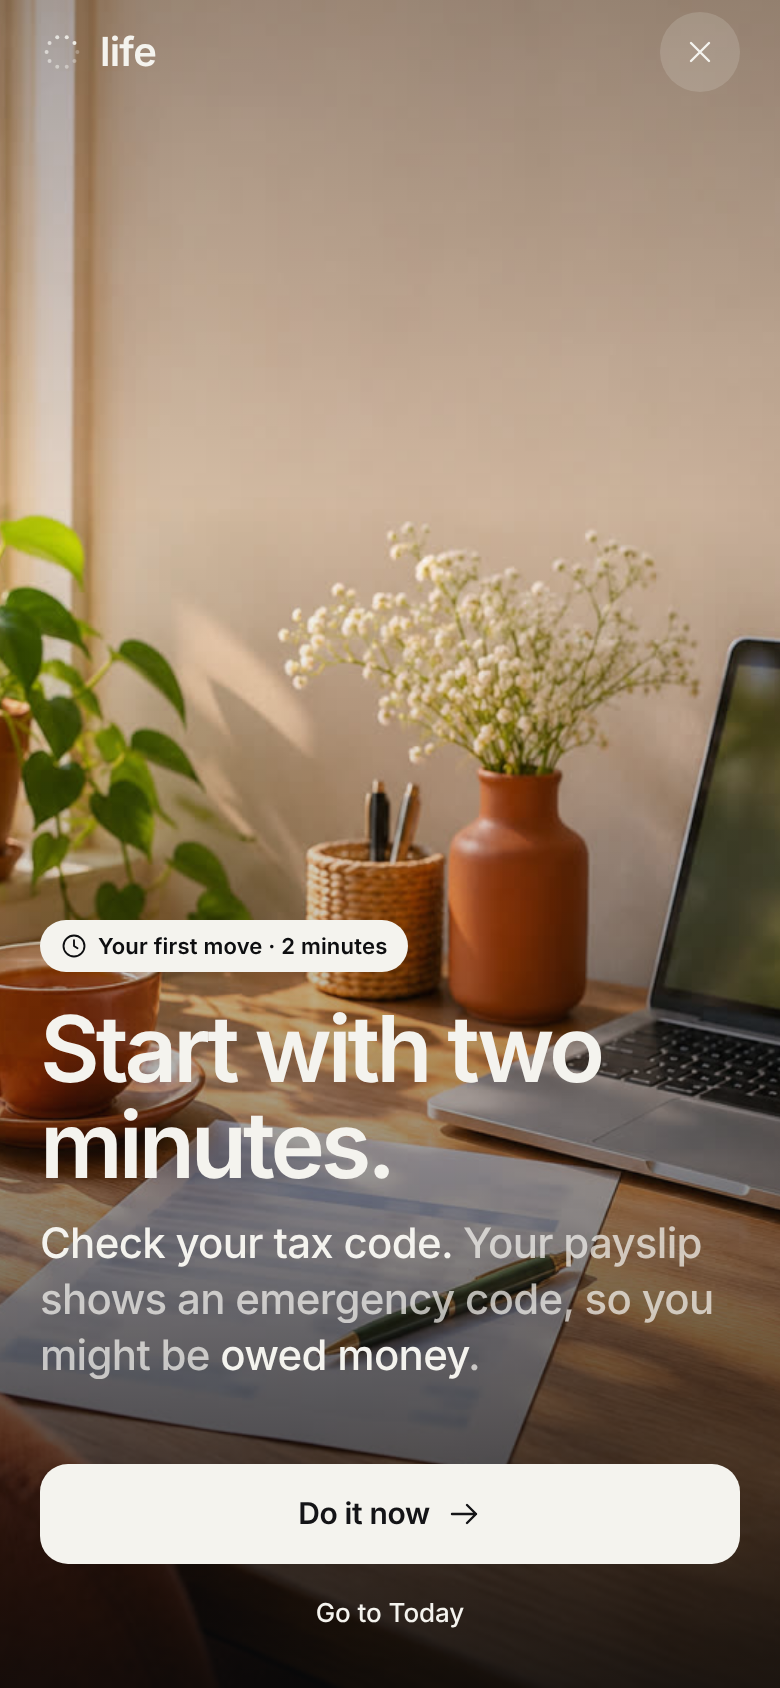 life
Your first move · 2 minutes
Start with two
minutes.
Check your tax code. Your payslip
shows an emergency code, so you
might be owed money.
Do it now →
Go to Today